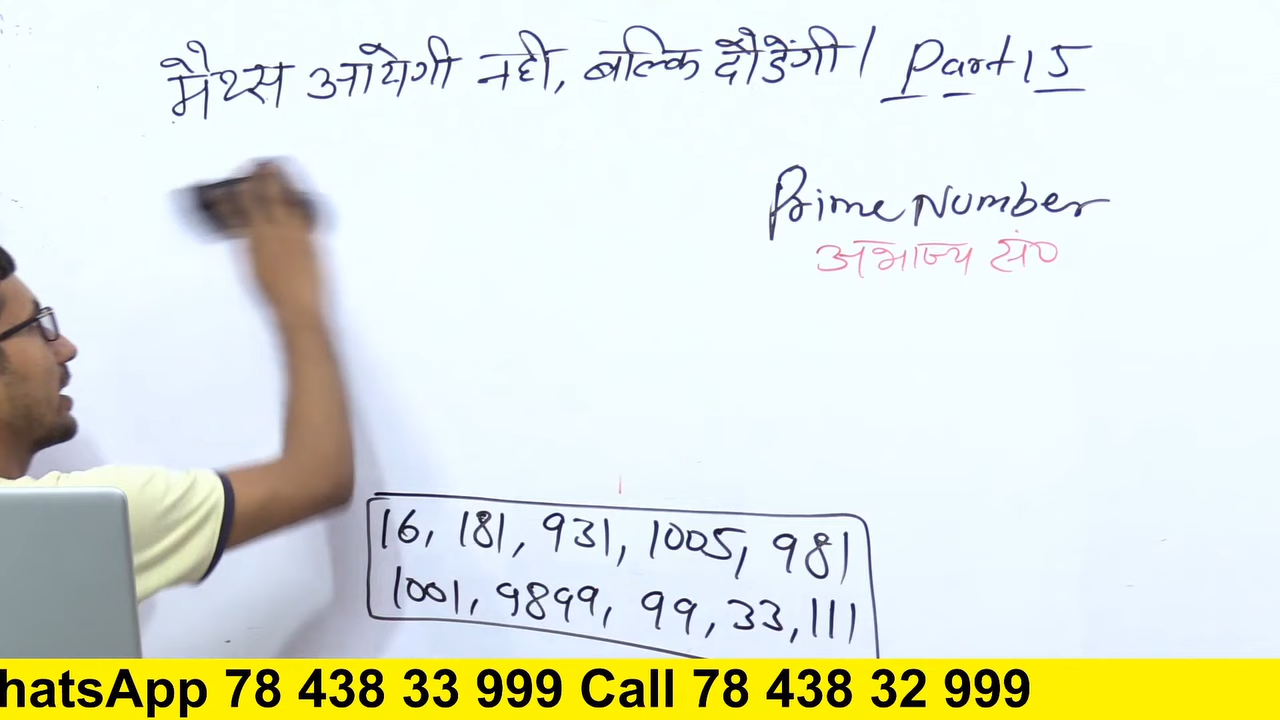 मैथ्स आयेगी नही, बल्कि दौडेंगी। Part 15
Prime Number
अभाज्य सं०
16, 181, 931, 1005, 981
1001, 9899, 99, 33, 111
hatsApp 78 438 33 999 Call 78 438 32 999